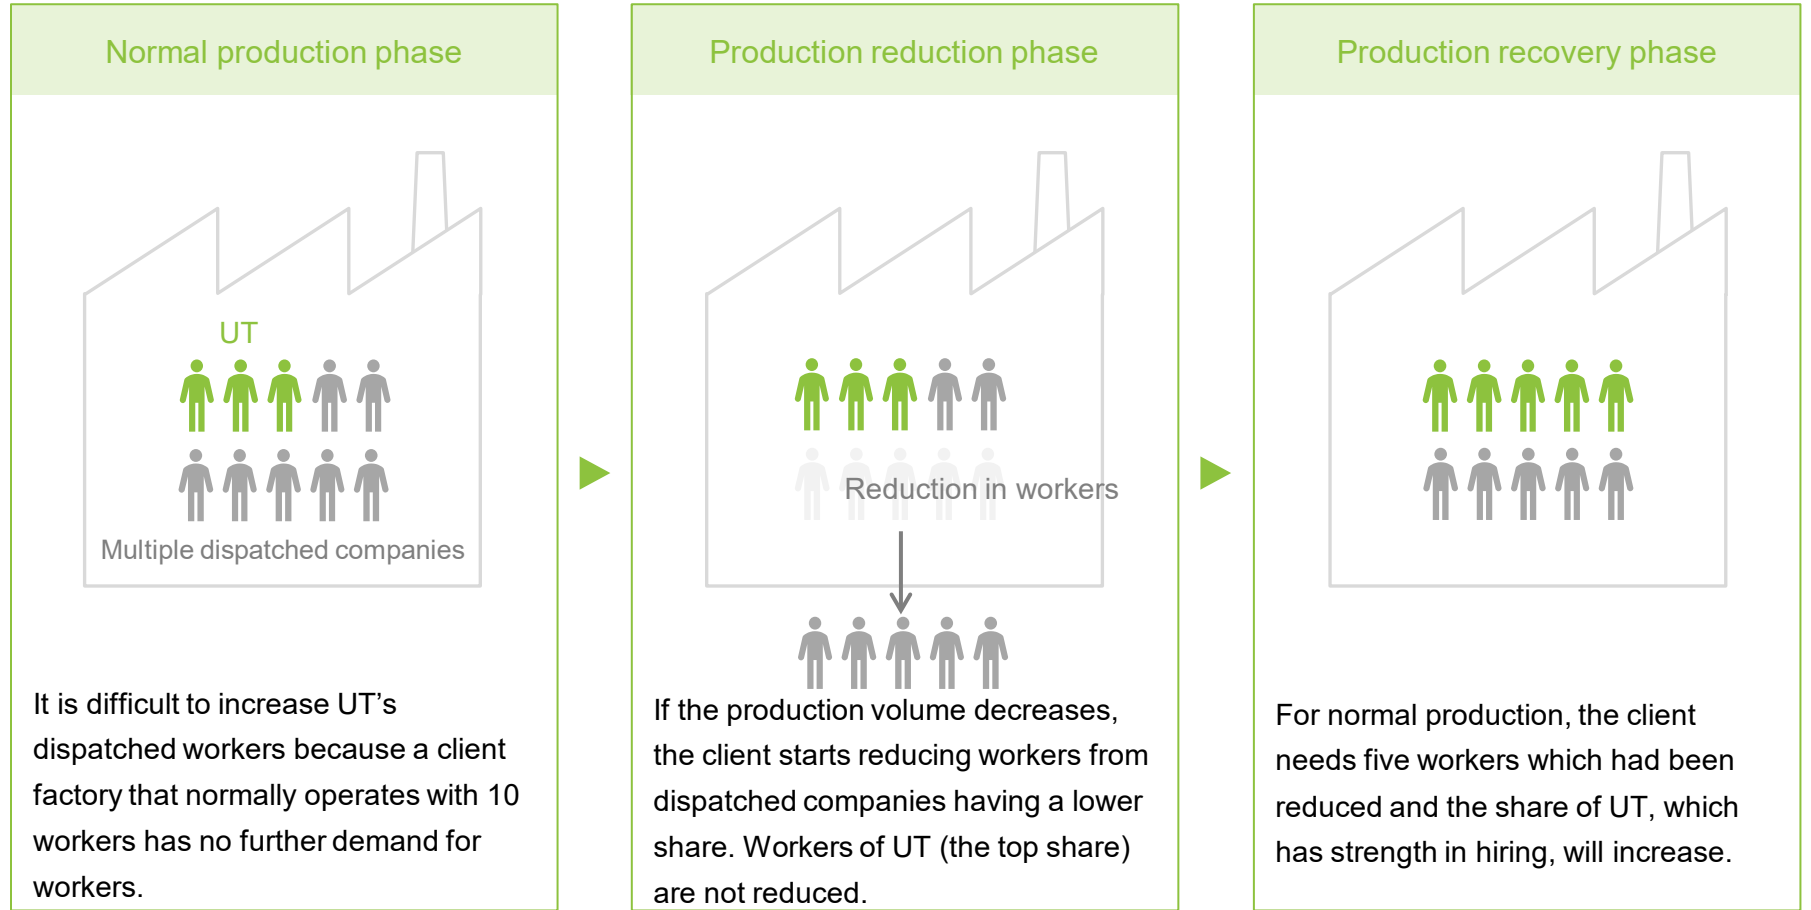 Normal production phase
UT
Multiple dispatched companies
It is difficult to increase UT’s
dispatched workers because a client
factory that normally operates with 10
workers has no further demand for
workers.
Production reduction phase
Reduction in workers
If the production volume decreases,
the client starts reducing workers from
dispatched companies having a lower
share. Workers of UT (the top share)
are not reduced.
Production recovery phase
For normal production, the client
needs five workers which had been
reduced and the share of UT, which
has strength in hiring, will increase.